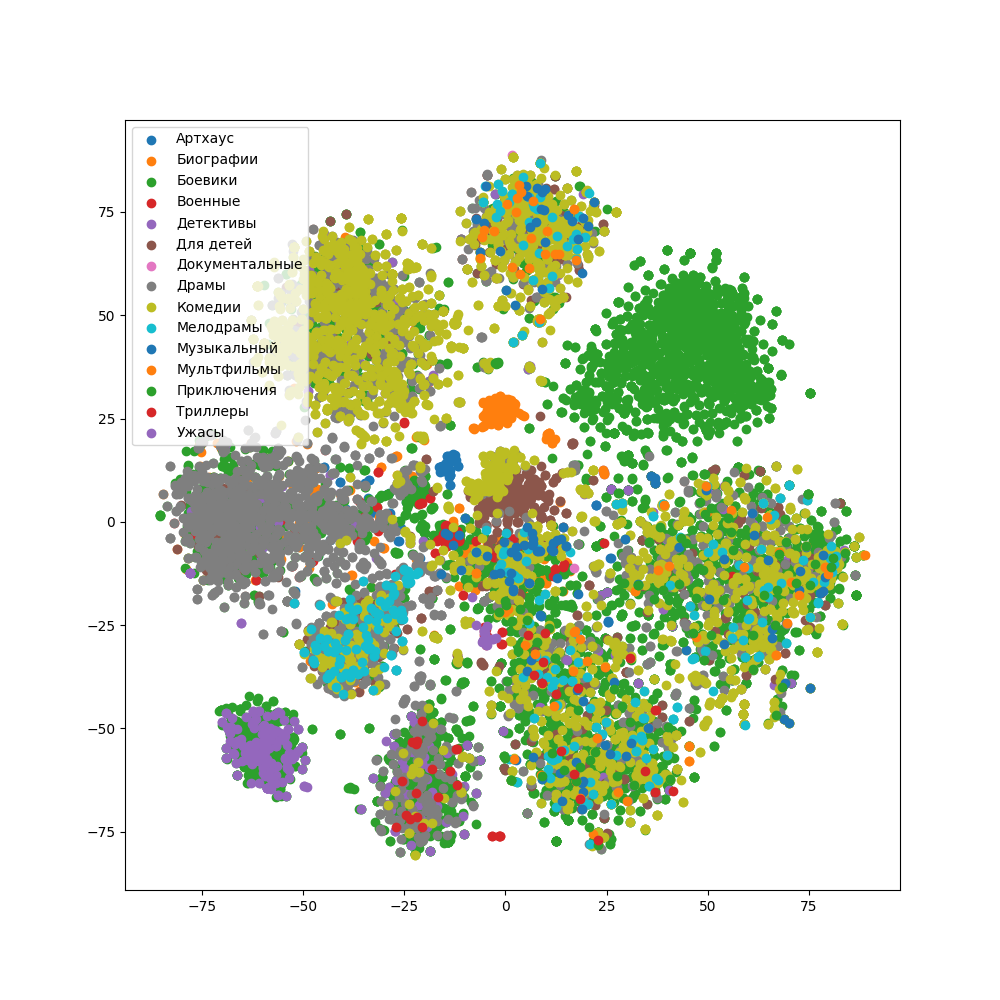 Артхаус
Биографии
Боевики
Военные
Детективы
Для детей
Документальные
Драмы
Комедии
Мелодрамы
Музыкальный
Мультфильмы
Приключения
Триллеры
Ужасы
75
50
25
0
−25
−50
−75
−75 −50 −25 0 25 50 75